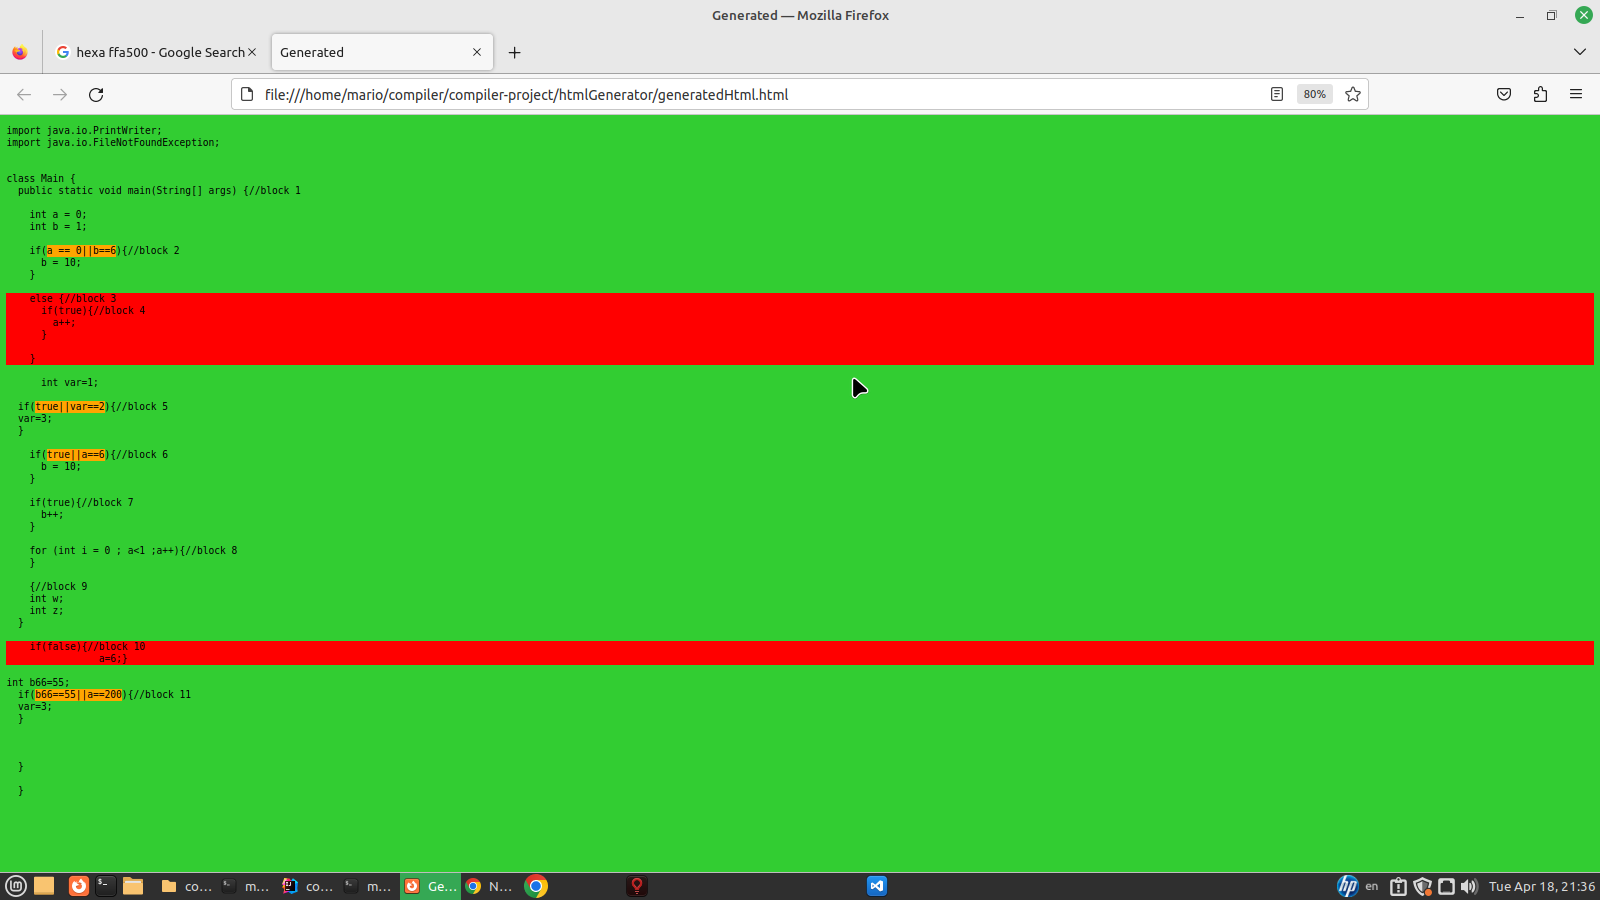 Generated — Mozilla Firefox
hexa ffa500 - Google Search
Generated
file:///home/mario/compiler/compiler-project/htmlGenerator/generatedHtml.html
80%
import java.io.PrintWriter;
import java.io.FileNotFoundException;
class Main {
public static void main(String[] args) {//block 1
int a = 0;
int b = 1;
if(a == 0||b==6){//block 2
b = 10;
}
else {//block 3
if(true){//block 4
a++;
}
}
int var=1;
if(true||var==2){//block 5
var=3;
}
if(true||a==6){//block 6
b = 10;
}
if(true){//block 7
b++;
}
for (int i = 0 ; a<1 ;a++){//block 8
}
{//block 9
int w;
int z;
}
if(false){//block 10
a=6;}
int b66=55;
if(b66==55||a==200){//block 11
var=3;
}
}
}
co...
m...
co...
m...
Ge...
N...
hp
en
Tue Apr 18, 21:36